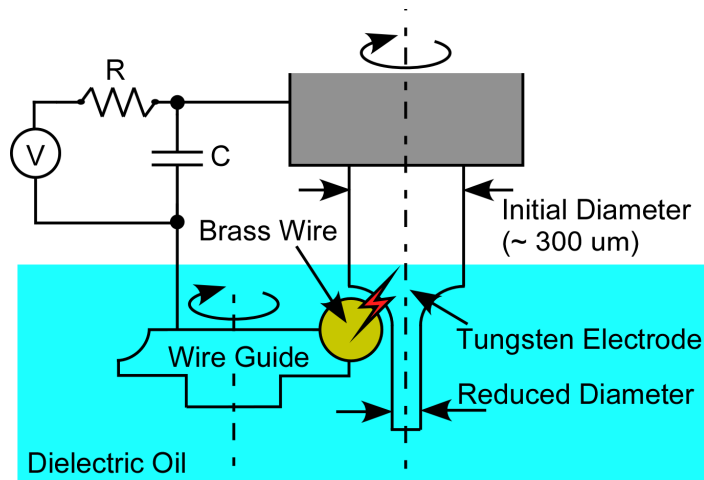 R
V
C
Initial Diameter
(~ 300 um)
Brass Wire
Wire Guide
Tungsten Electrode
Reduced Diameter
Dielectric Oil